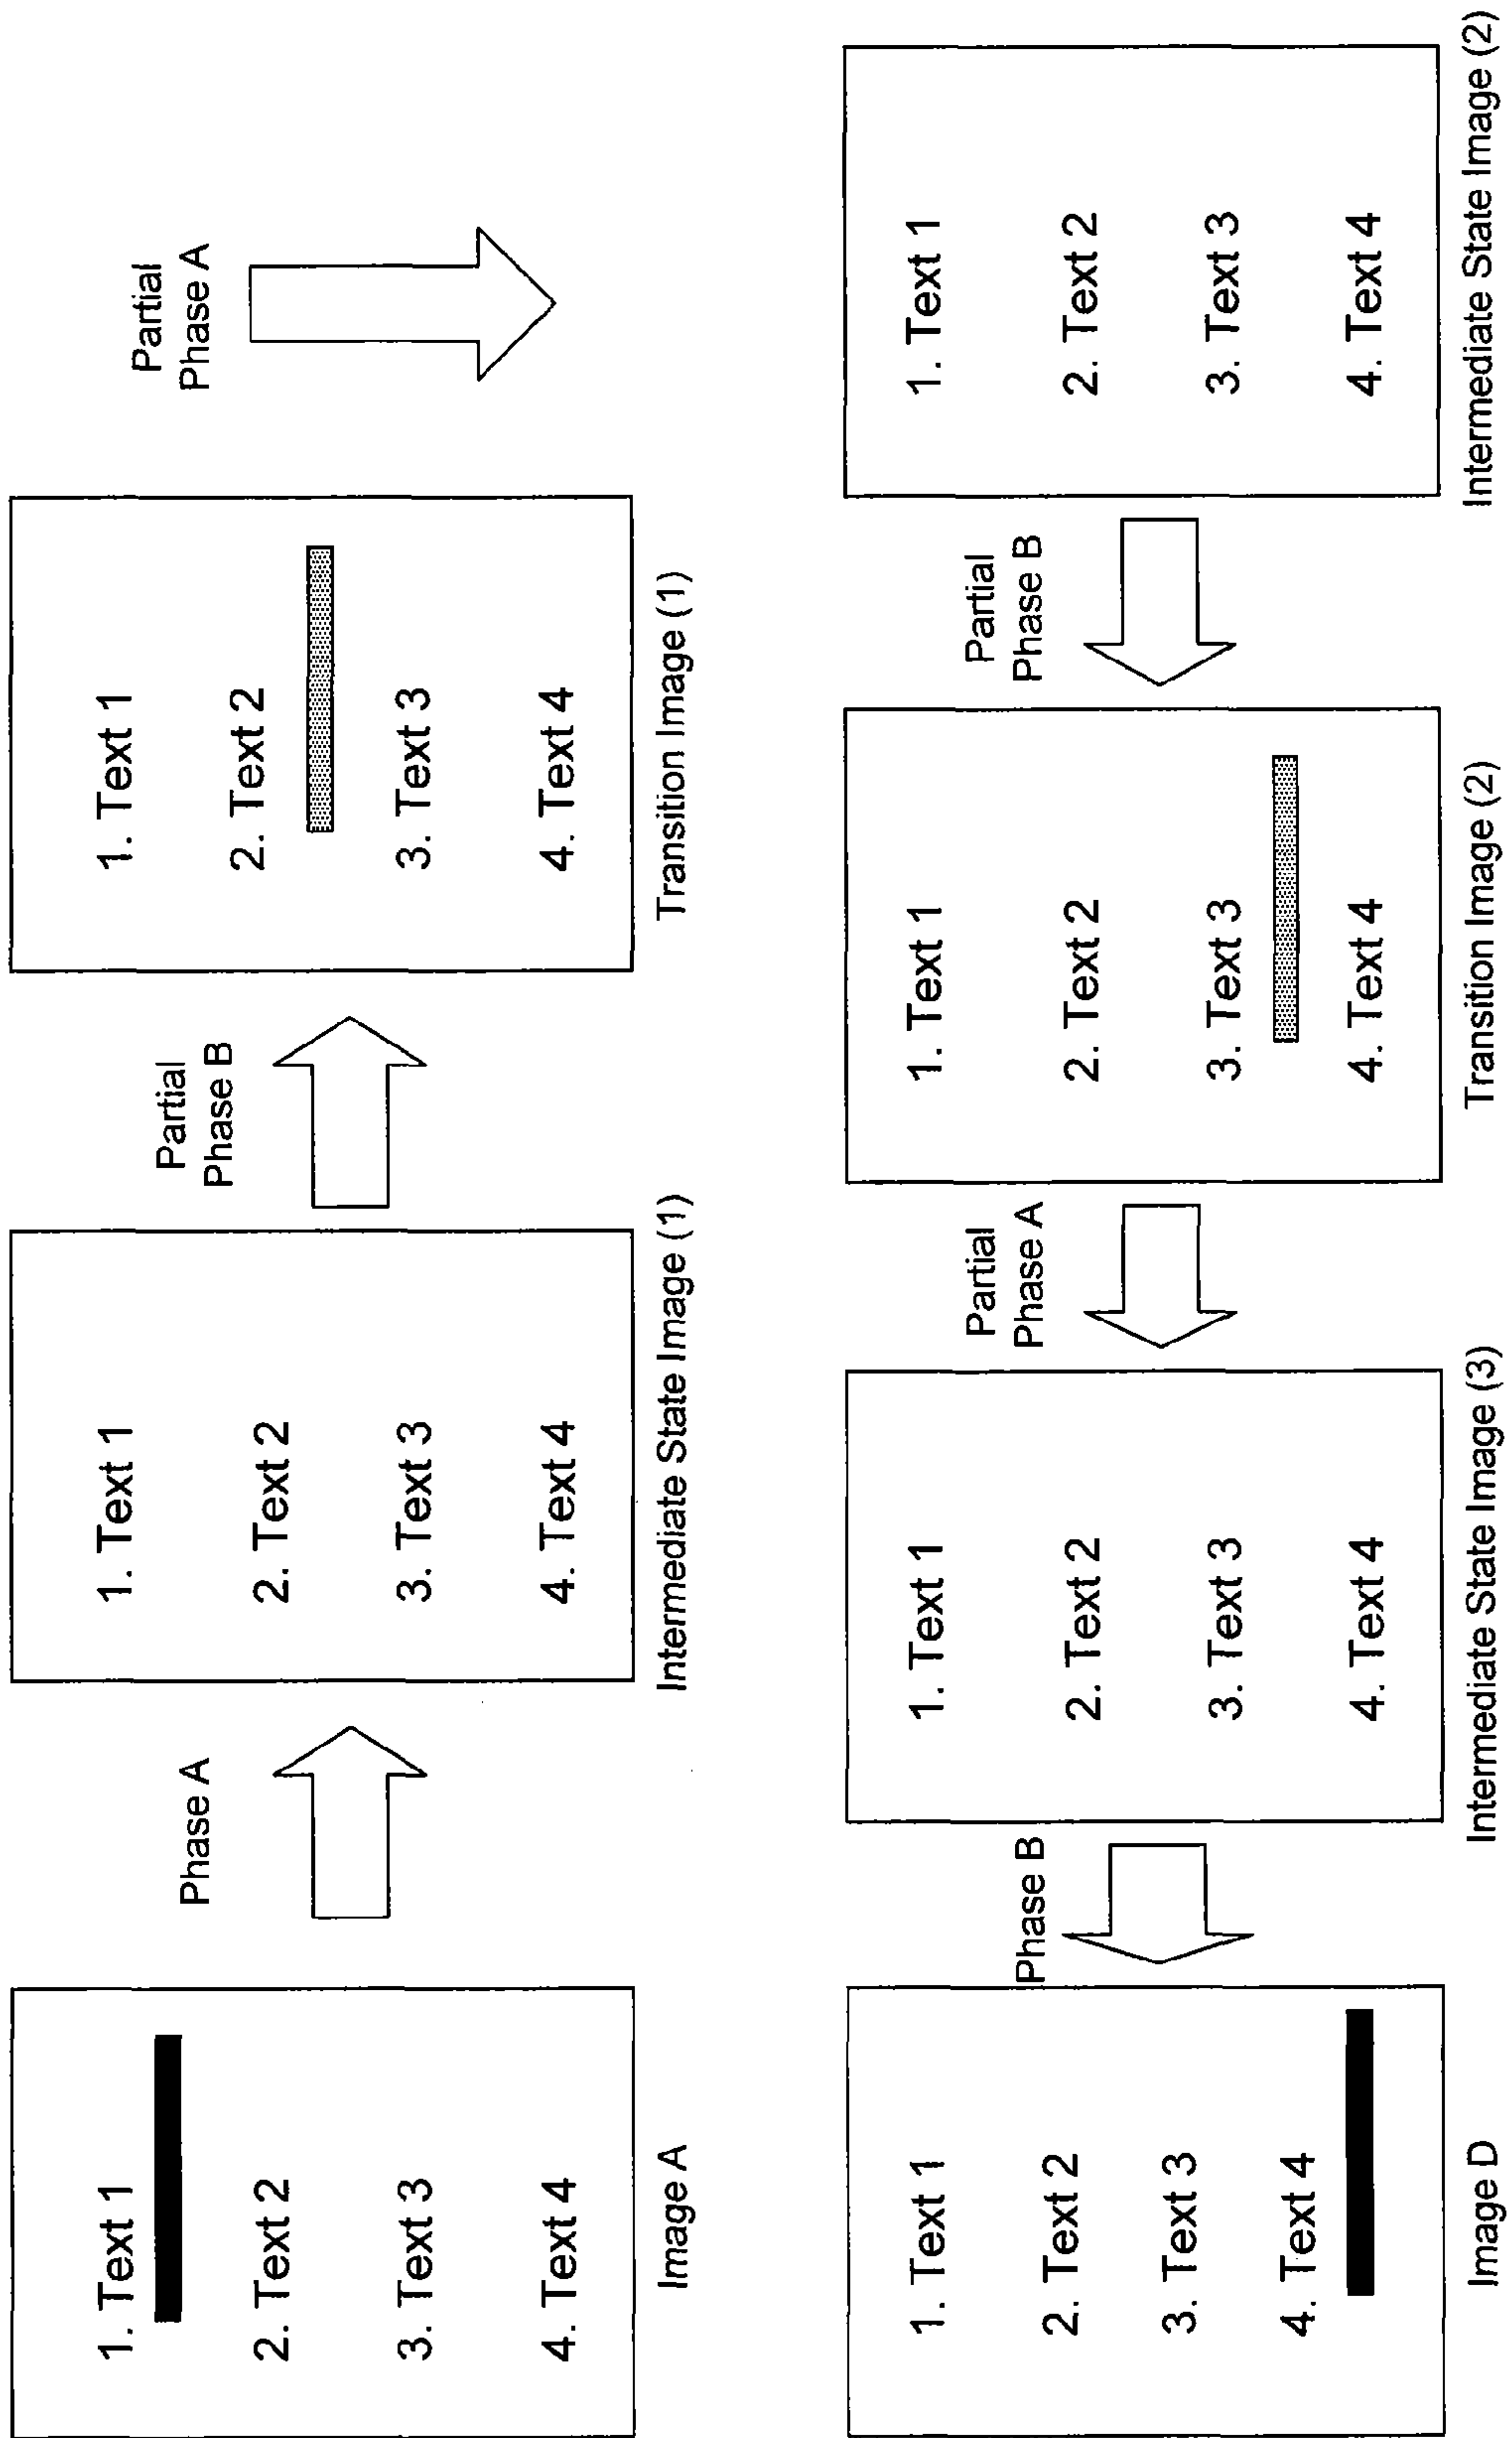 1. Text 1
2. Text 2
3. Text 3
4. Text 4
Image A
Phase A
1. Text 1
2. Text 2
3. Text 3
4. Text 4
Intermediate State Image (1)
Partial
Phase B
1. Text 1
2. Text 2
3. Text 3
4. Text 4
Transition Image (1)
Partial
Phase A
1. Text 1
2. Text 2
3. Text 3
4. Text 4
Intermediate State Image (2)
Partial
Phase B
1. Text 1
2. Text 2
3. Text 3
4. Text 4
Transition Image (2)
Partial
Phase A
1. Text 1
2. Text 2
3. Text 3
4. Text 4
Intermediate State Image (3)
Phase B
1. Text 1
2. Text 2
3. Text 3
4. Text 4
Image D